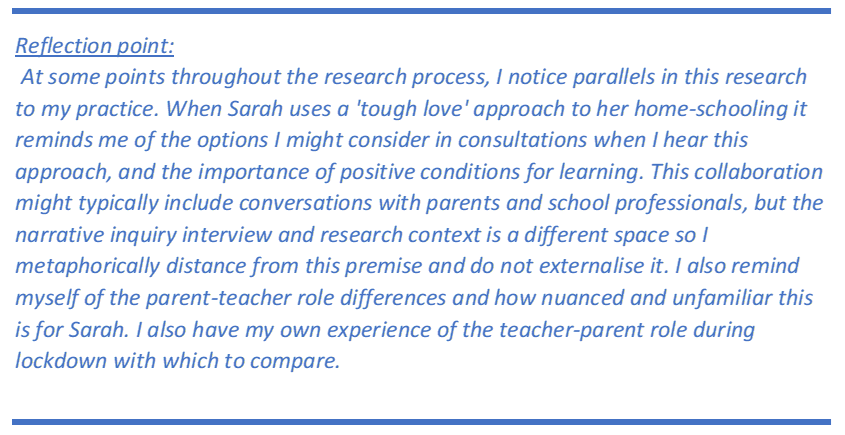 Reflection point:
At some points throughout the research process, I notice parallels in this research
to my practice. When Sarah uses a 'tough love' approach to her home-schooling it
reminds me of the options I might consider in consultations when I hear this
approach, and the importance of positive conditions for learning. This collaboration
might typically include conversations with parents and school professionals, but the
narrative inquiry interview and research context is a different space so I
metaphorically distance from this premise and do not externalise it. I also remind
myself of the parent-teacher role differences and how nuanced and unfamiliar this
is for Sarah. I also have my own experience of the teacher-parent role during
lockdown with which to compare.